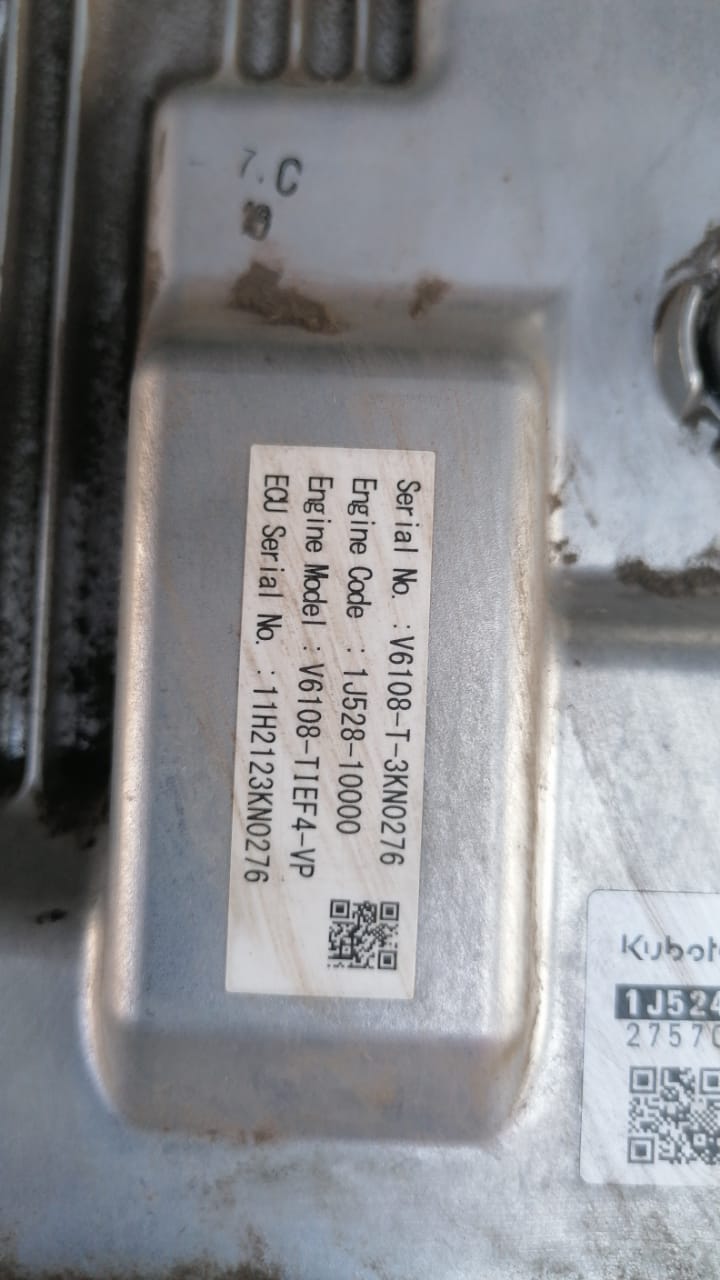 7.C
Serial No. :V6108-T-3KN0276
Engine Code :1J528-10000
Engine Model :V6108-TIEF4-VP
ECU Serial No. :11H2123KN0276
Kubot
1J524
2757